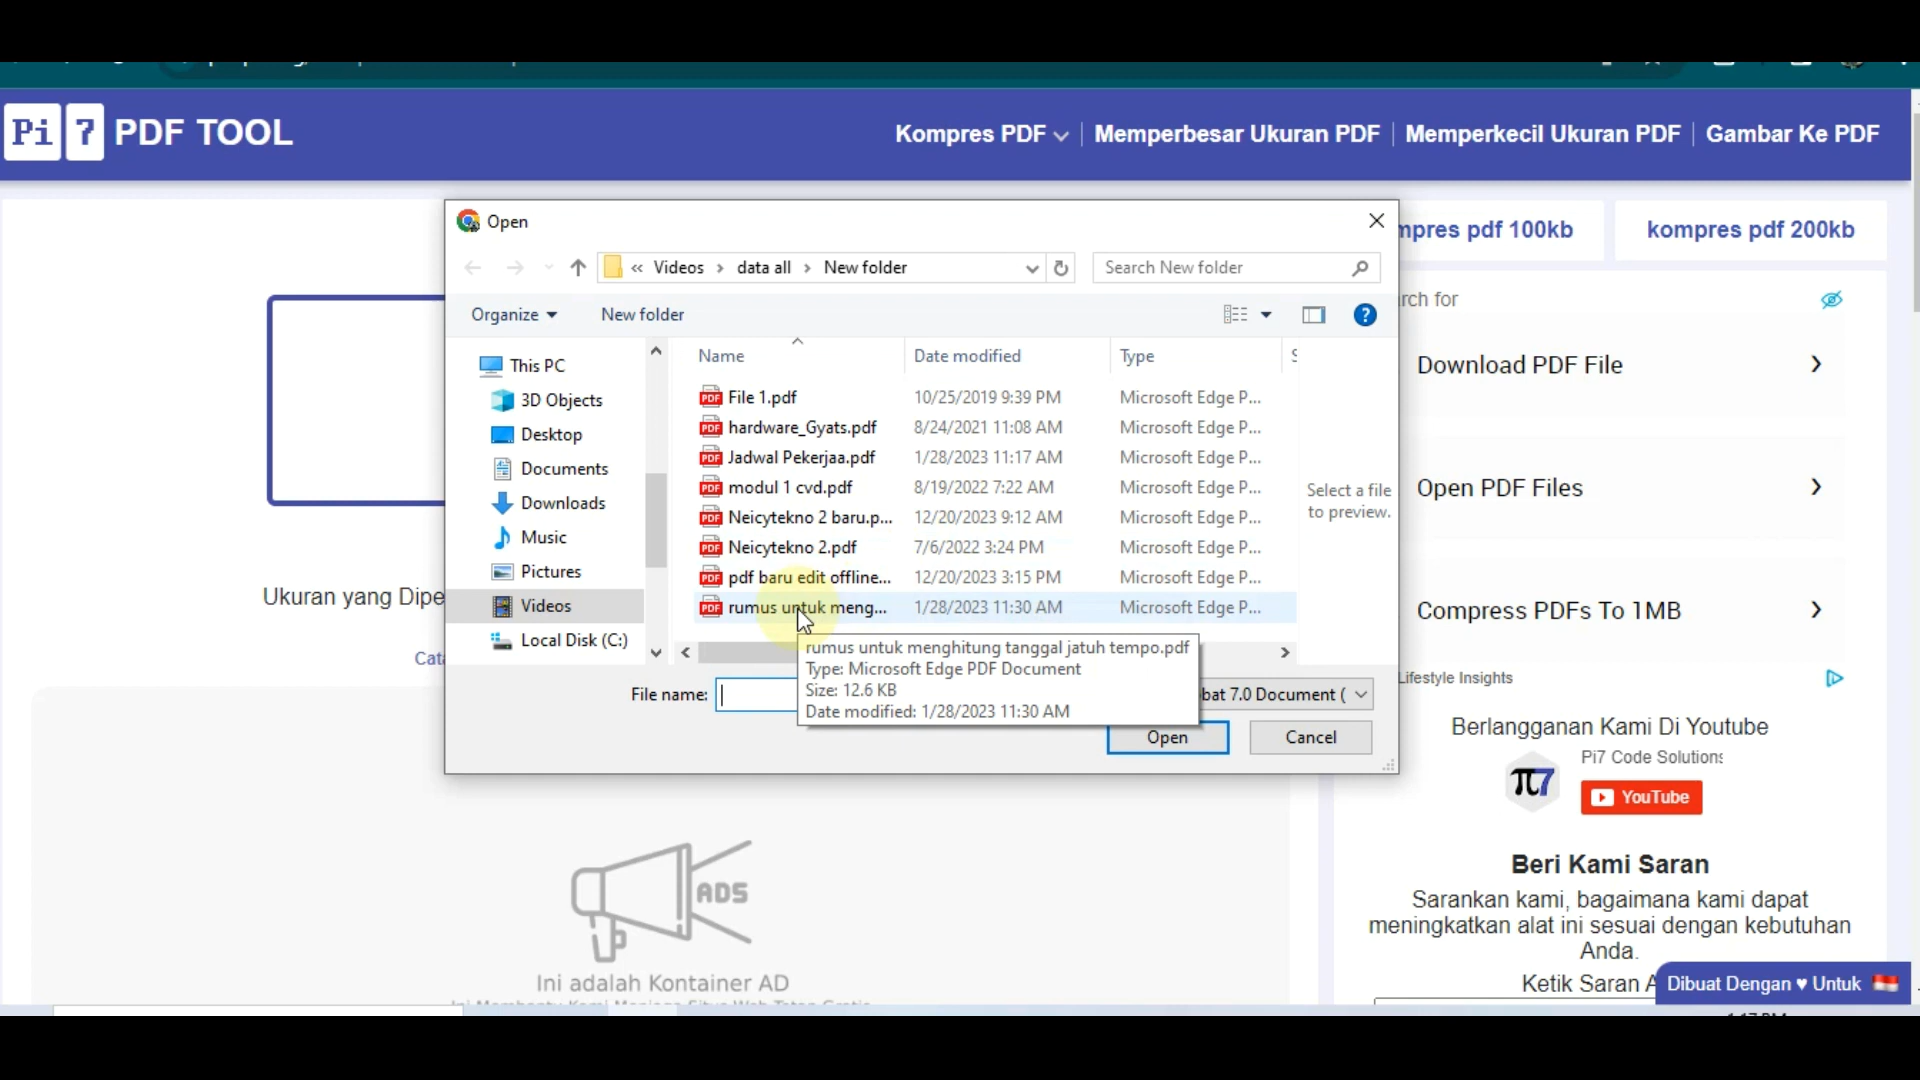 Pi 7 PDF TOOL
Kompres PDF
Memperbesar Ukuran PDF
Memperkecil Ukuran PDF
Gambar Ke PDF
Open
« Videos › data all › New folder
Search New folder
Organize
New folder
?
This PC
3D Objects
Desktop
Documents
Downloads
Music
Pictures
Videos
Local Disk (C:)
Name Date modified Type S
File 1.pdf 10/25/2019 9:39 PM Microsoft Edge P...
hardware_Gyats.pdf 8/24/2021 11:08 AM Microsoft Edge P...
Jadwal Pekerjaa.pdf 1/28/2023 11:17 AM Microsoft Edge P...
modul 1 cvd.pdf 8/19/2022 7:22 AM Microsoft Edge P...
Neicytekno 2 baru.p... 12/20/2023 9:12 AM Microsoft Edge P...
Neicytekno 2.pdf 7/6/2022 3:24 PM Microsoft Edge P...
pdf baru edit offline... 12/20/2023 3:15 PM Microsoft Edge P...
rumus untuk meng... 1/28/2023 11:30 AM Microsoft Edge P...
Select a file
to preview.
rumus untuk menghitung tanggal jatuh tempo.pdf
Type: Microsoft Edge PDF Document
Size: 12.6 KB
Date modified: 1/28/2023 11:30 AM
File name:
bat 7.0 Document (
Open
Cancel
Ukuran yang Dipe
Cata
ADS
Ini adalah Kontainer AD
mpres pdf 100kb
kompres pdf 200kb
rch for
Download PDF File
Open PDF Files
Compress PDFs To 1MB
Lifestyle Insights
Berlangganan Kami Di Youtube
π7
Pi7 Code Solutions
YouTube
Beri Kami Saran
Sarankan kami, bagaimana kami dapat
meningkatkan alat ini sesuai dengan kebutuhan
Anda.
Ketik Saran A
Dibuat Dengan ♥ Untuk